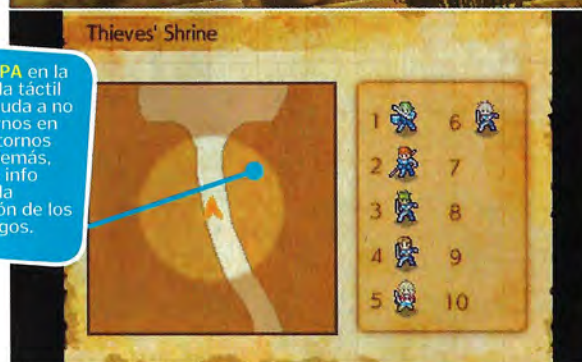 Thieves' Shrine
PA en la
la táctil
uda a no
rnos en
tornos
emás,
info
la
ón de los
gos.
1 6
2 7
3 8
4 9
5 10